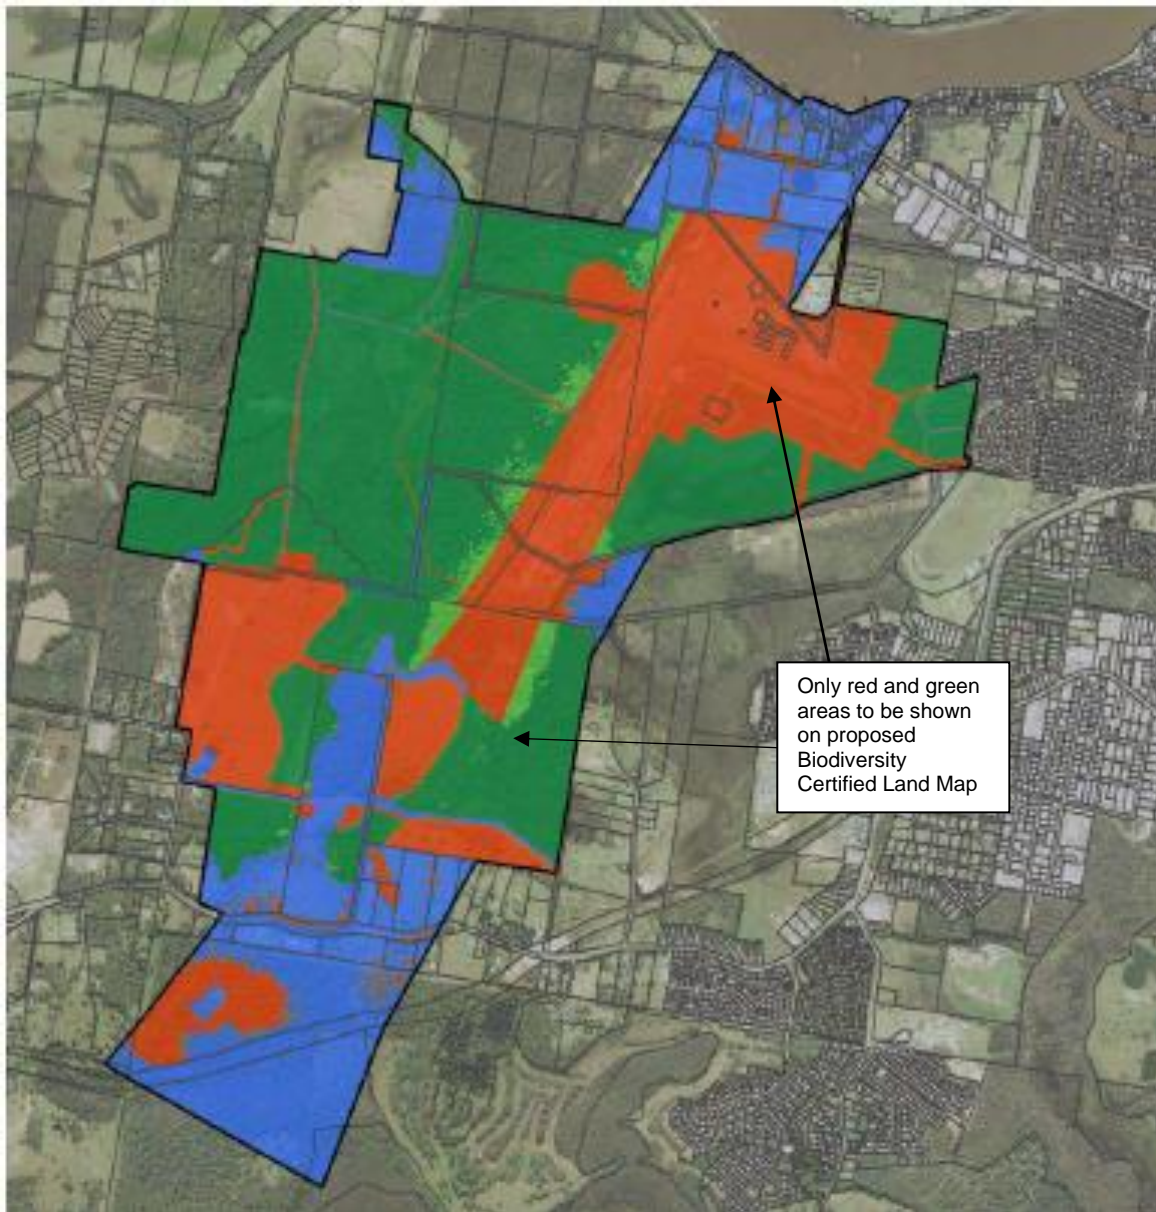 Only red and green
areas to be shown
on proposed
Biodiversity
Certified Land Map